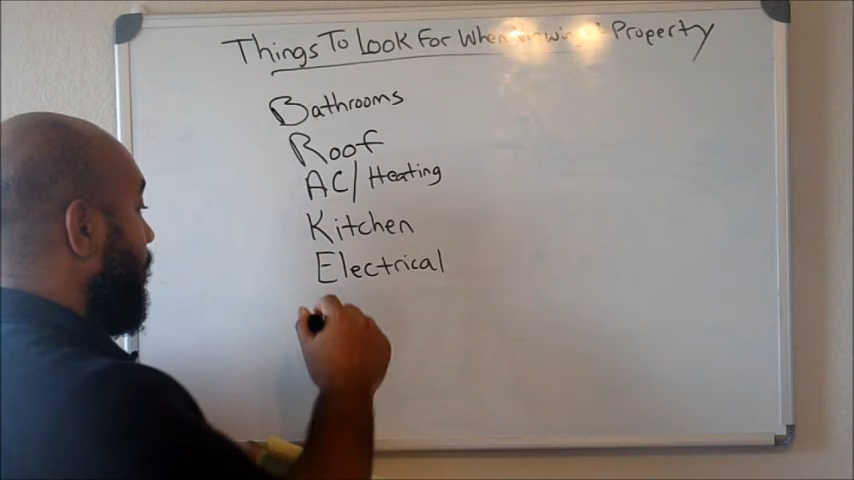 Things To Look For When Viewing A Property
Bathrooms
Roof
AC/Heating
Kitchen
Electrical